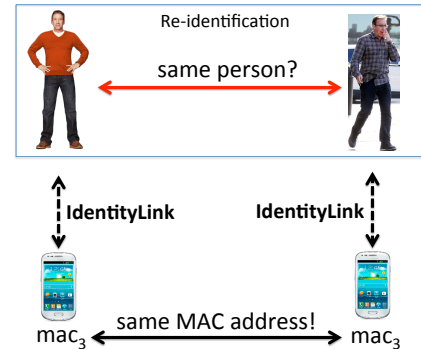 Re-identification
same person?
IdentityLink
IdentityLink
same MAC address!
mac₃
mac₃